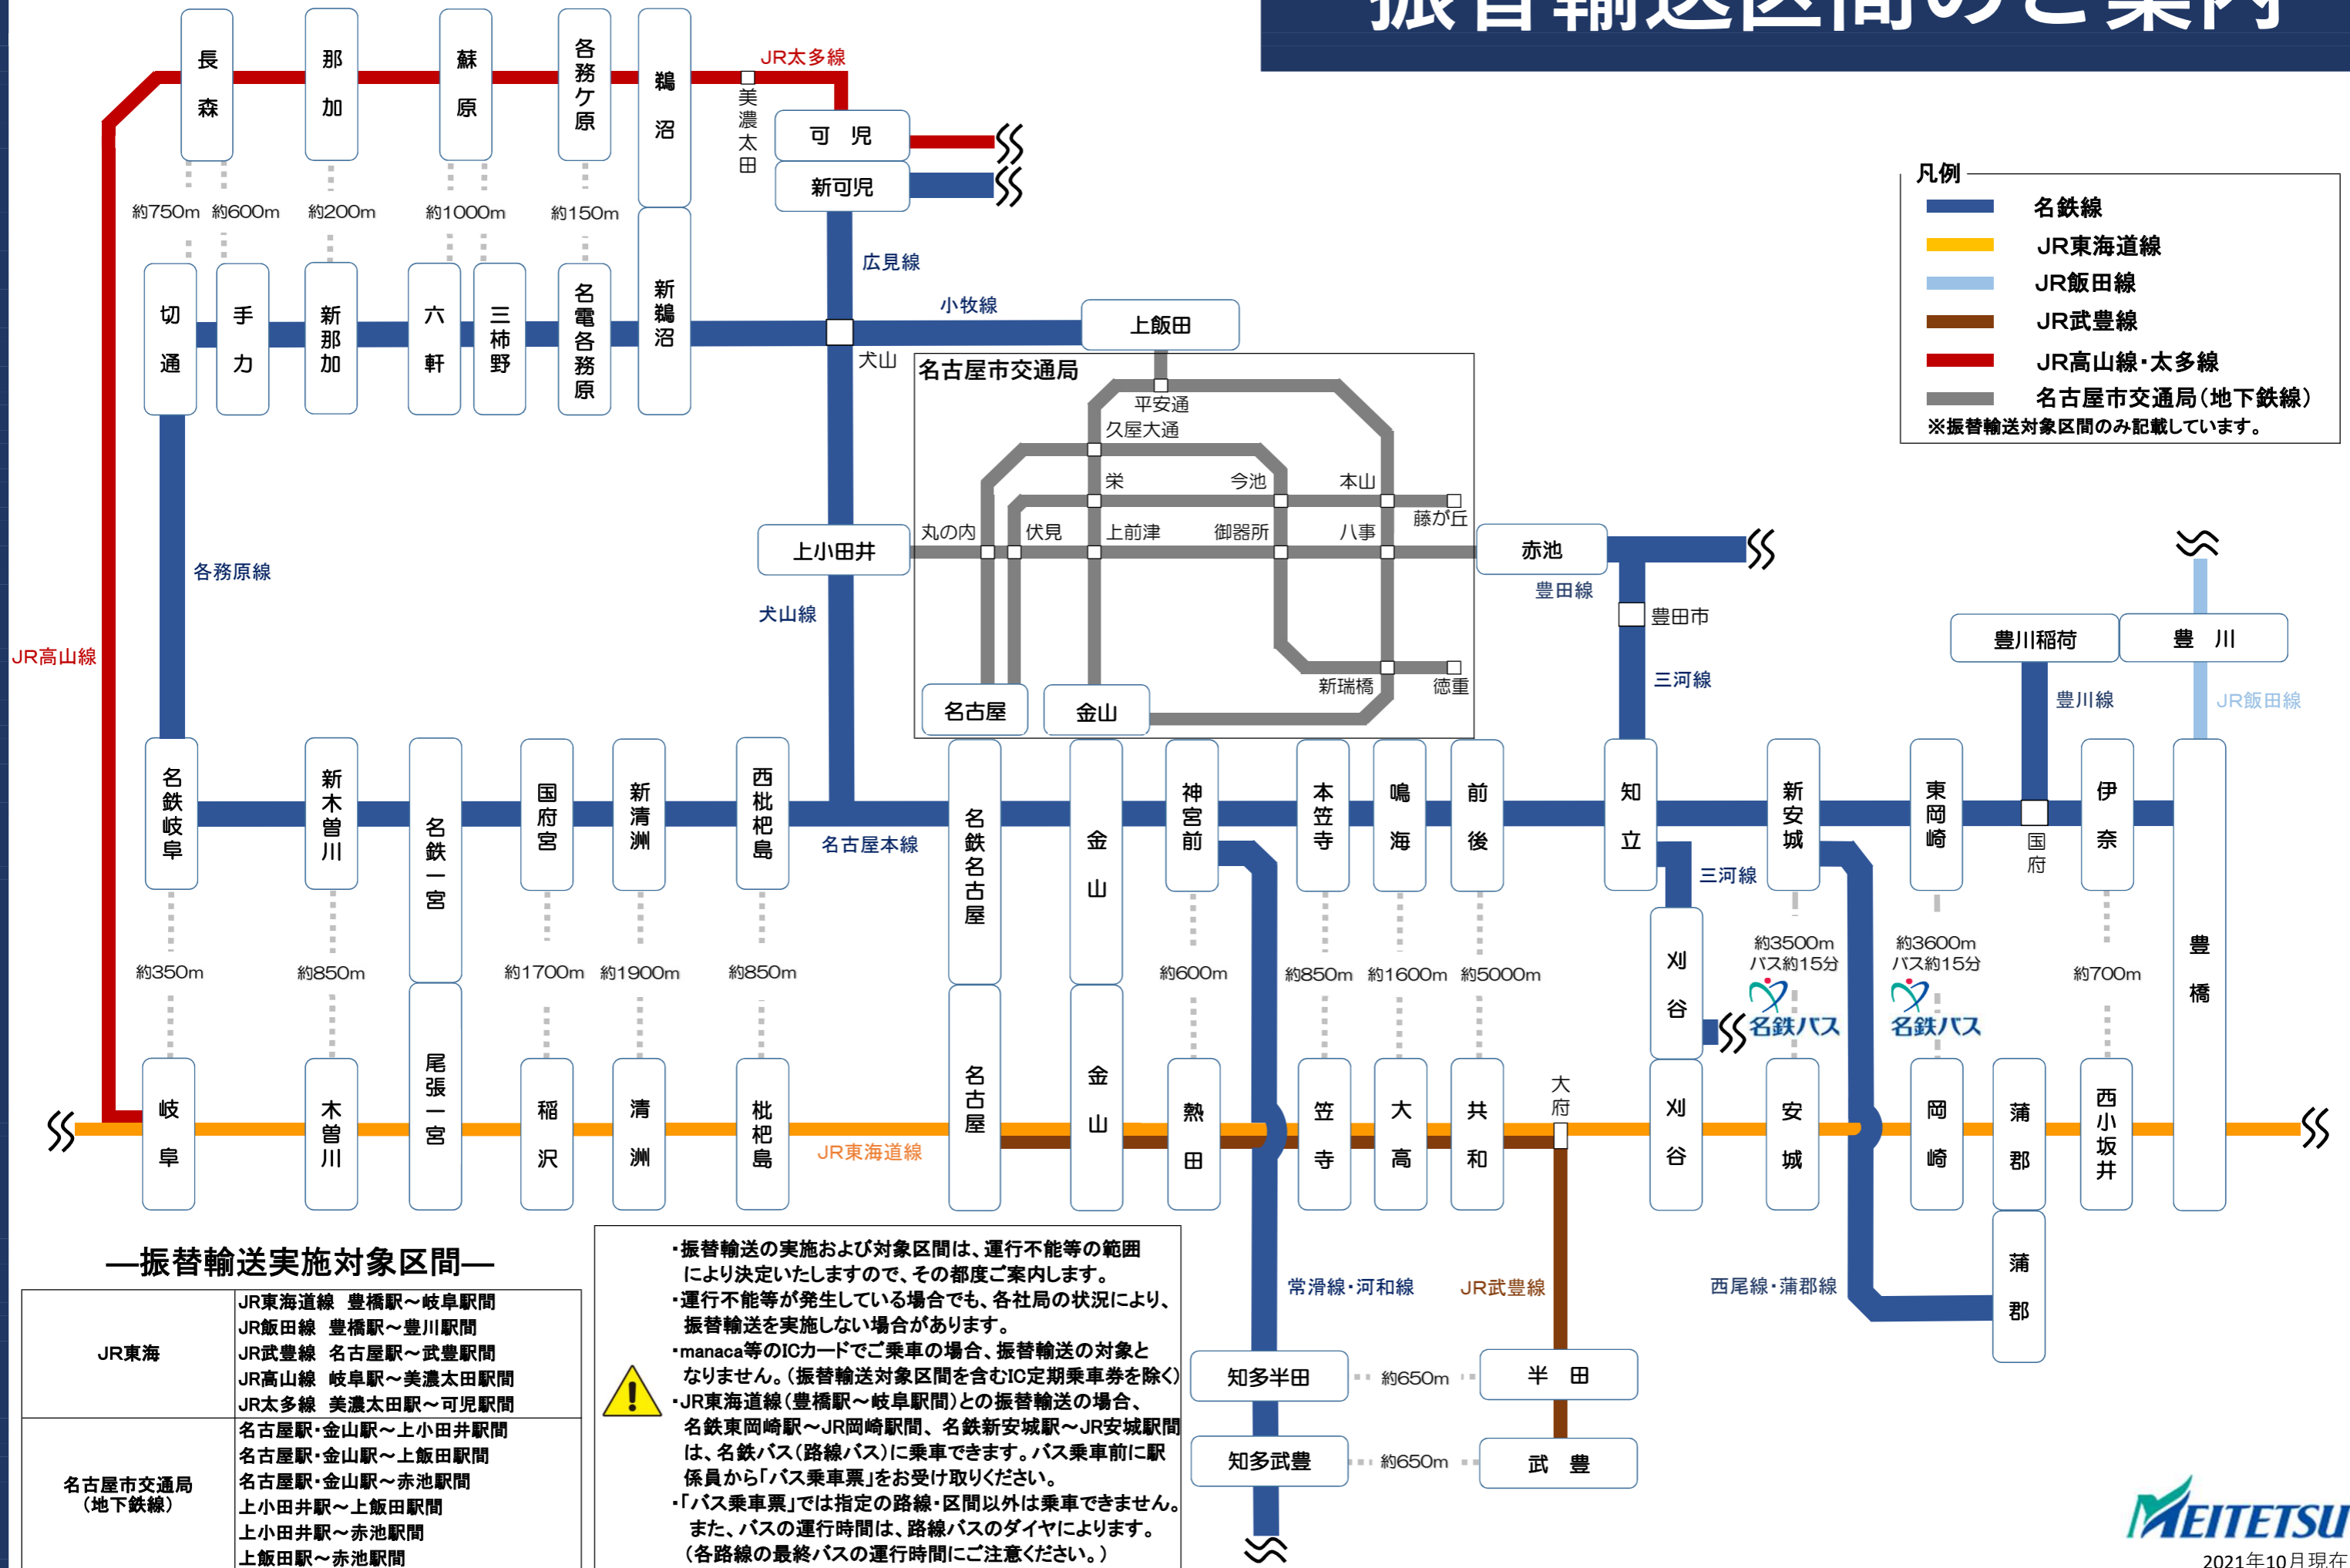 振替輸送区間のご案内
長森
那加
蘇原
各務ケ原
鵜沼
JR太多線
美濃太田
可児
新可児
約750m
約600m
約200m
約1000m
約150m
切通
手力
新那加
六軒
三柿野
名電各務原
新鵜沼
広見線
小牧線
犬山
上飯田
凡例
名鉄線
JR東海道線
JR飯田線
JR武豊線
JR高山線・太多線
名古屋市交通局(地下鉄線)
※振替輸送対象区間のみ記載しています。
名古屋市交通局
平安通
久屋大通
栄
今池
本山
藤が丘
丸の内
伏見
上前津
御器所
八事
新瑞橋
徳重
名古屋
金山
上小田井
赤池
豊田線
豊田市
三河線
各務原線
犬山線
JR高山線
豊川稲荷
豊川
豊川線
JR飯田線
名鉄岐阜
新木曽川
名鉄一宮
国府宮
新清洲
西枇杷島
名古屋本線
名鉄名古屋
金山
神宮前
本笠寺
鳴海
前後
知立
新安城
東岡崎
国府
伊奈
豊橋
三河線
刈谷
約350m
約850m
約1700m
約1900m
約850m
約600m
約850m
約1600m
約5000m
約3500m
バス約15分
名鉄バス
約3600m
バス約15分
名鉄バス
約700m
岐阜
木曽川
尾張一宮
稲沢
清洲
枇杷島
JR東海道線
名古屋
金山
熱田
笠寺
大高
共和
大府
刈谷
安城
岡崎
蒲郡
西小坂井
蒲郡
常滑線・河和線
JR武豊線
西尾線・蒲郡線
知多半田
約650m
半田
知多武豊
約650m
武豊
―振替輸送実施対象区間―
JR東海
JR東海道線 豊橋駅~岐阜駅間
JR飯田線 豊橋駅~豊川駅間
JR武豊線 名古屋駅~武豊駅間
JR高山線 岐阜駅~美濃太田駅間
JR太多線 美濃太田駅~可児駅間
名古屋市交通局
(地下鉄線)
名古屋駅・金山駅~上小田井駅間
名古屋駅・金山駅~上飯田駅間
名古屋駅・金山駅~赤池駅間
上小田井駅~上飯田駅間
上小田井駅~赤池駅間
上飯田駅~赤池駅間
・振替輸送の実施および対象区間は、運行不能等の範囲
により決定いたしますので、その都度ご案内します。
・運行不能等が発生している場合でも、各社局の状況により、
振替輸送を実施しない場合があります。
・manaca等のICカードでご乗車の場合、振替輸送の対象と
なりません。(振替輸送対象区間を含むIC定期乗車券を除く)
・JR東海道線(豊橋駅~岐阜駅間)との振替輸送の場合、
名鉄東岡崎駅~JR岡崎駅間、名鉄新安城駅~JR安城駅間
は、名鉄バス(路線バス)に乗車できます。バス乗車前に駅
係員から「バス乗車票」をお受け取りください。
・「バス乗車票」では指定の路線・区間以外は乗車できません。
また、バスの運行時間は、路線バスのダイヤによります。
(各路線の最終バスの運行時間にご注意ください。)
MEITETSU
2021年10月現在